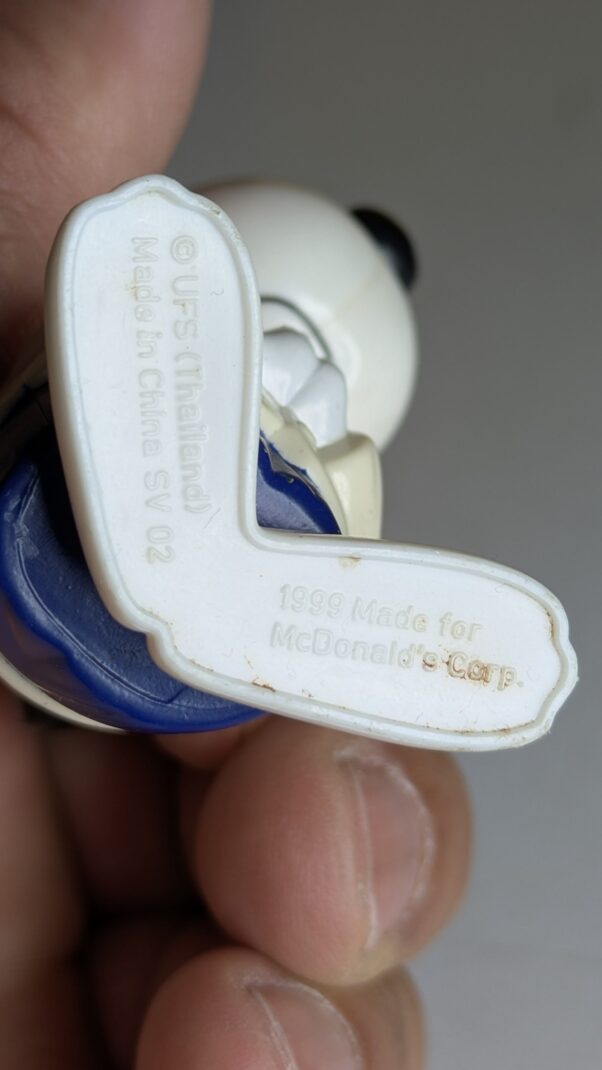 © UFS (Thailand)
Made in China SV 02
1999 Made for
McDonald's Corp.